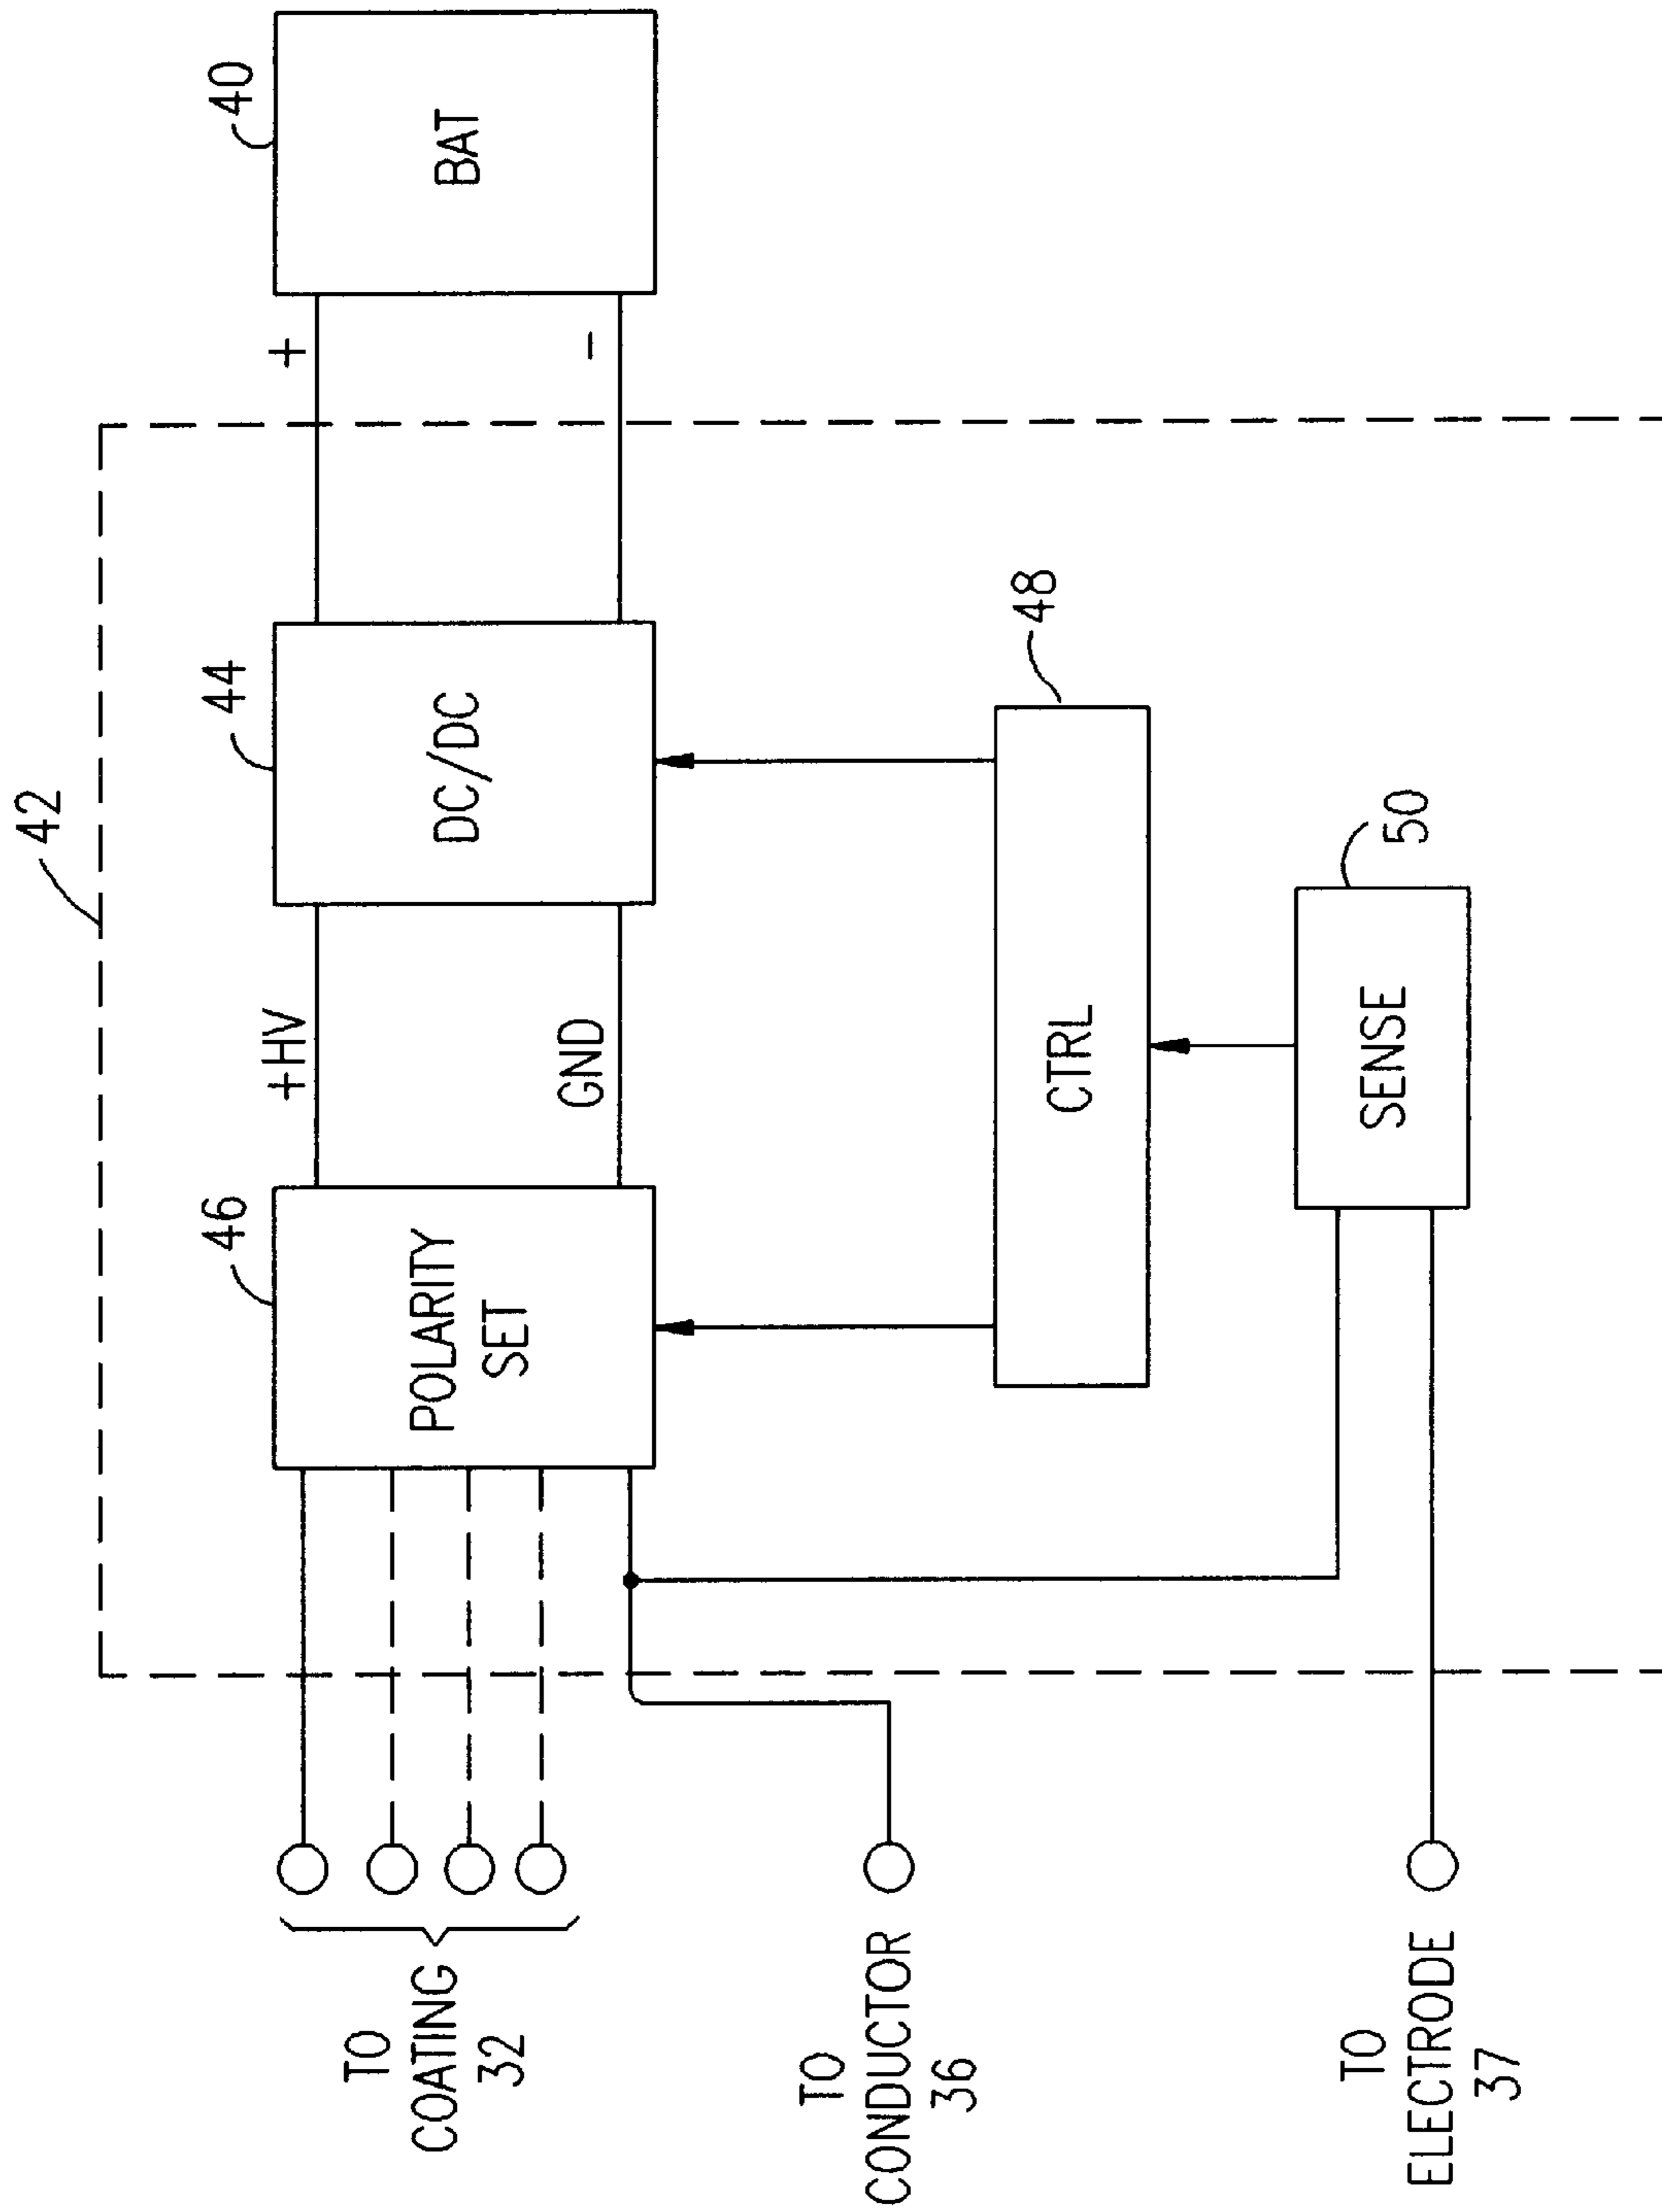 42
46
44
40
POLARITY
SET
+HV
GND
DC/DC
+
-
BAT
TO
COATING
32
48
CTRL
TO
CONDUCTOR
36
50
SENSE
TO
ELECTRODE
37